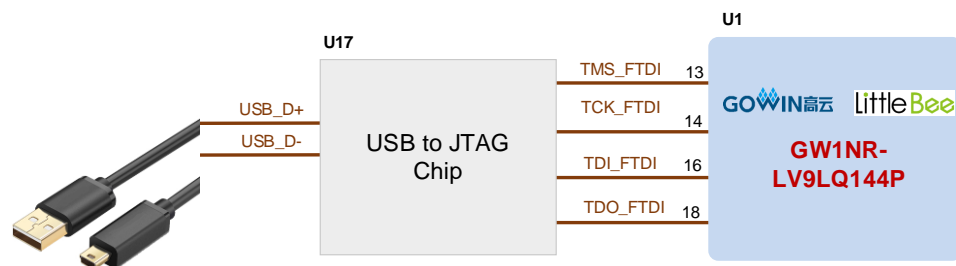 U1
U17
TMS_FTDI 13
TCK_FTDI 14
TDI_FTDI 16
TDO_FTDI 18
USB_D+
USB_D-
USB to JTAG
Chip
GOWIN高云 LittleBee
GW1NR-
LV9LQ144P